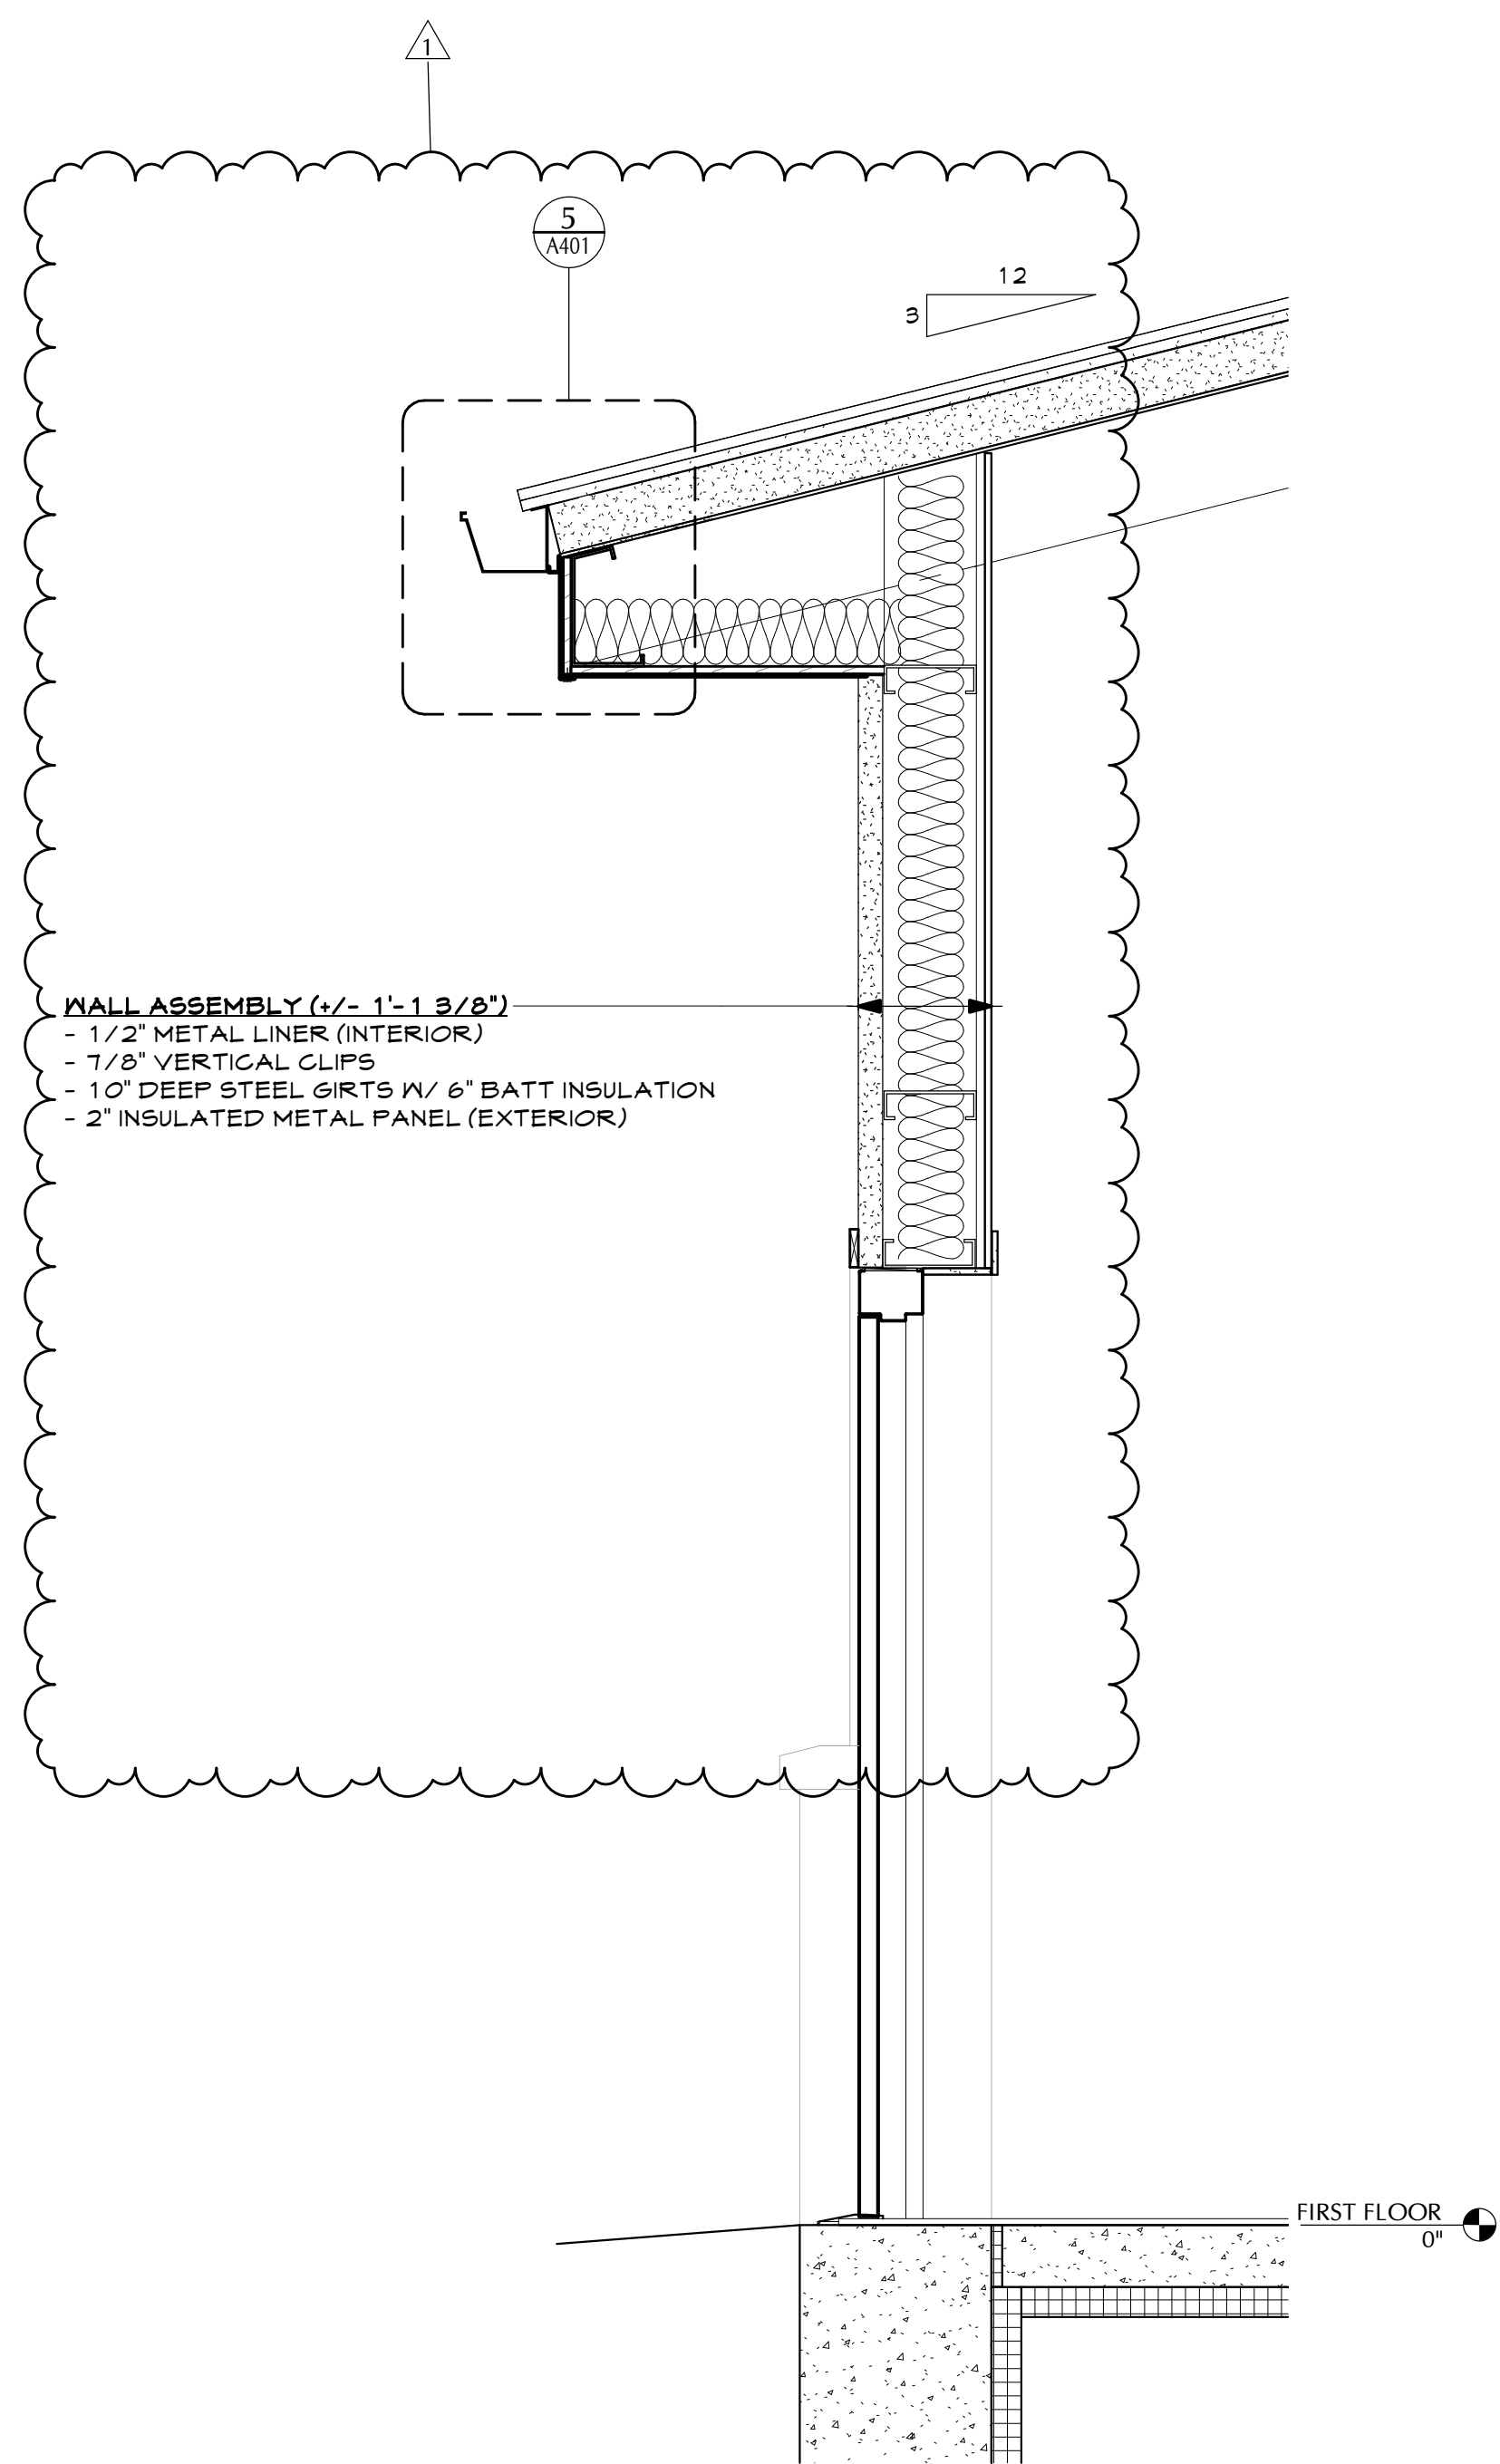 1
5
A401
12
3
WALL ASSEMBLY (+/- 1'-1 3/8")
- 1/2" METAL LINER (INTERIOR)
- 7/8" VERTICAL CLIPS
- 10" DEEP STEEL GIRTS W/ 6" BATT INSULATION
- 2" INSULATED METAL PANEL (EXTERIOR)
FIRST FLOOR
0"